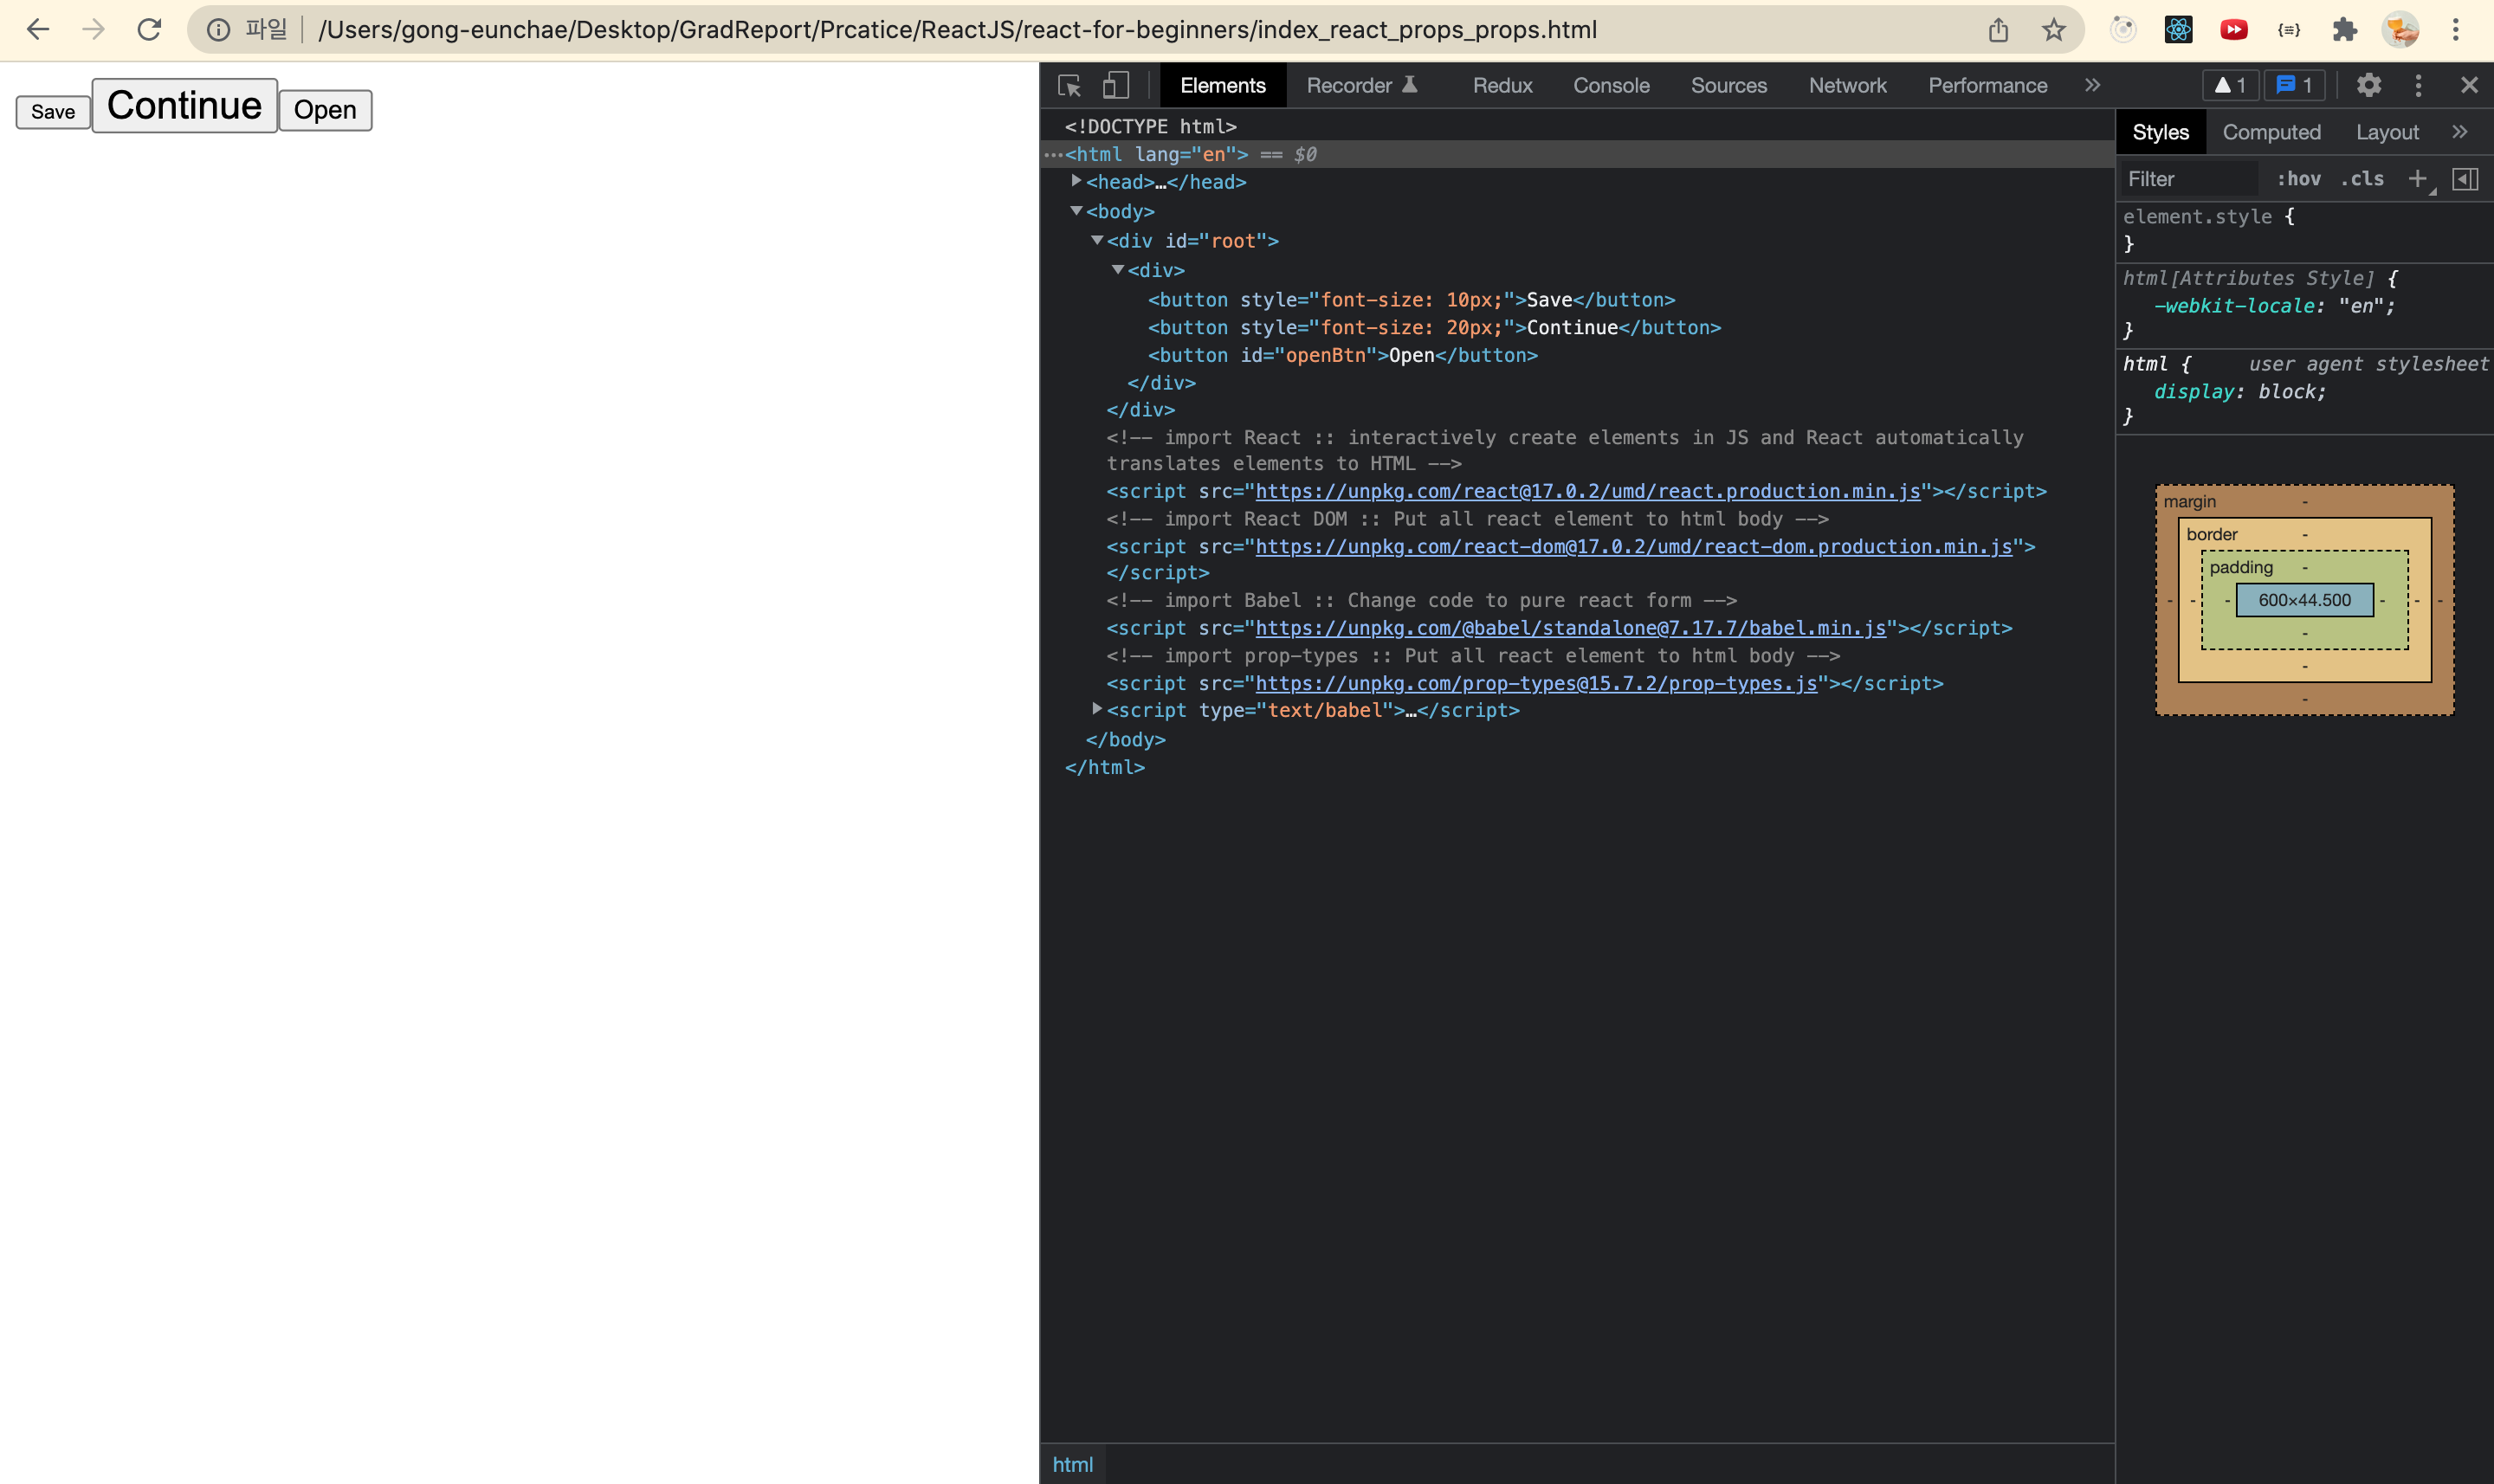 파일 /Users/gong-eunchae/Desktop/GradReport/Prcatice/ReactJS/react-for-beginners/index_react_props_props.html
Save Continue Open
Elements Recorder Redux Console Sources Network Performance 1 1
<!DOCTYPE html>
<html lang="en"> == $0
<head>…</head>
<body>
<div id="root">
<div>
<button style="font-size: 10px;">Save</button>
<button style="font-size: 20px;">Continue</button>
<button id="openBtn">Open</button>
</div>
</div>
<!-- import React :: interactively create elements in JS and React automatically
translates elements to HTML -->
<script src="https://unpkg.com/react@17.0.2/umd/react.production.min.js"></script>
<!-- import React DOM :: Put all react element to html body -->
<script src="https://unpkg.com/react-dom@17.0.2/umd/react-dom.production.min.js">
</script>
<!-- import Babel :: Change code to pure react form -->
<script src="https://unpkg.com/@babel/standalone@7.17.7/babel.min.js"></script>
<!-- import prop-types :: Put all react element to html body -->
<script src="https://unpkg.com/prop-types@15.7.2/prop-types.js"></script>
<script type="text/babel">…</script>
</body>
</html>
html
Styles Computed Layout
Filter :hov .cls
element.style {
}
html[Attributes Style] {
-webkit-locale: "en";
}
html { user agent stylesheet
display: block;
}
margin -
border -
padding -
- - - 600×44.500 - - -
-
-
-